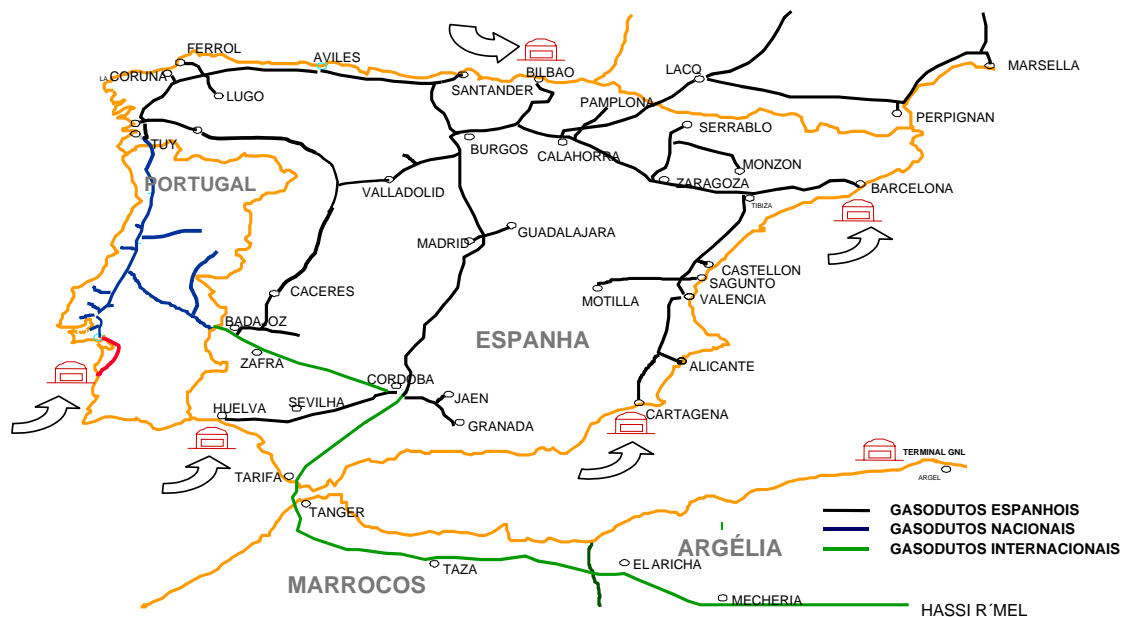 FERROL
AVILES
LA CORUNA
LUGO
SANTANDER
BILBAO
LACQ
MARSELLA
PAMPLONA
PERPIGNAN
TUY
BURGOS
CALAHORRA
SERRABLO
MONZON
PORTUGAL
VALLADOLID
ZARAGOZA
BARCELONA
TIBIZA
MADRID
GUADALAJARA
CASTELLON
SAGUNTO
CACERES
MOTILLA
VALENCIA
BADAJOZ
ESPANHA
ZAFRA
ALICANTE
CORDOBA
JAEN
HUELVA
SEVILHA
CARTAGENA
GRANADA
TERMINAL GNL
TARIFA
ARGEL
TANGER
GASODUTOS ESPANHOIS
GASODUTOS NACIONAIS
GASODUTOS INTERNACIONAIS
ARGÉLIA
TAZA
EL ARICHA
MARROCOS
MECHERIA
HASSI R´MEL